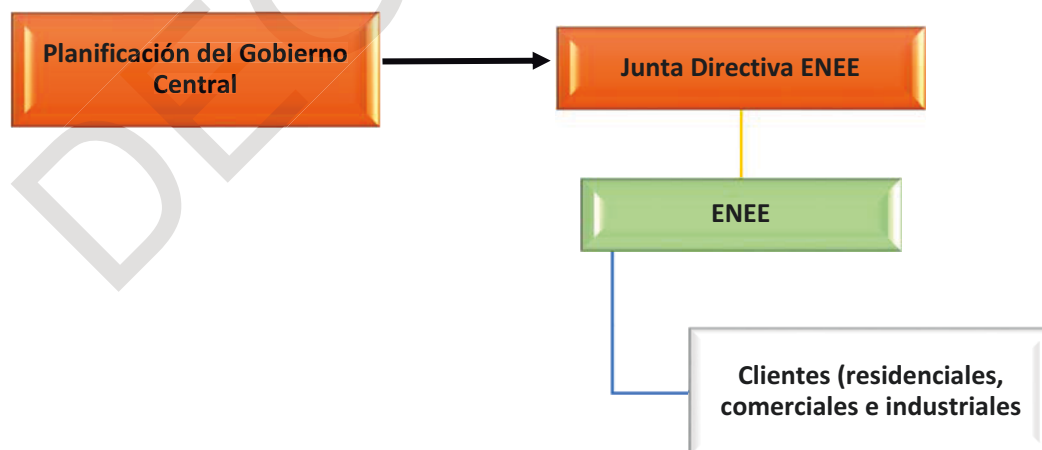 Planificación del Gobierno
Central
Junta Directiva ENEE
ENEE
Clientes (residenciales,
comerciales e industriales